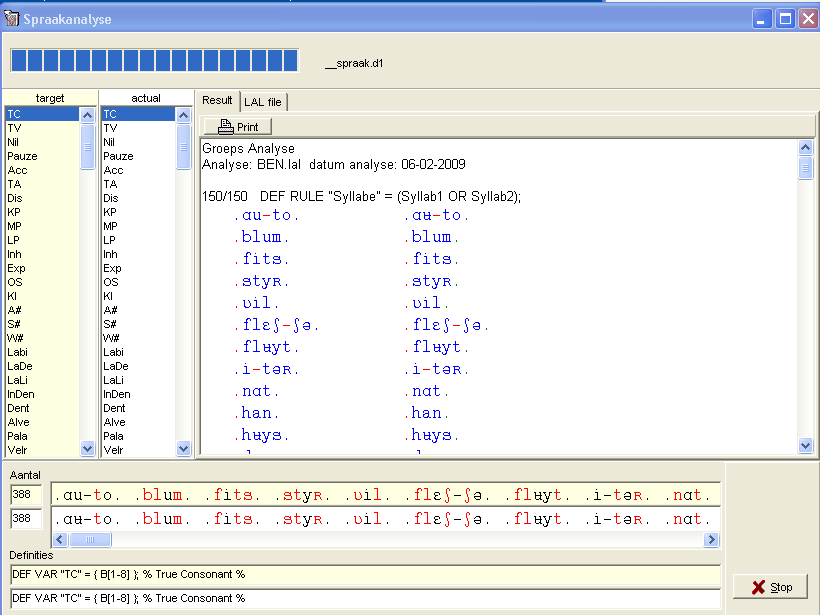 Spraakanalyse
__spraak.d1
target actual
TC TC
TV TV
Nil Nil
Pauze Pauze
Acc Acc
TA TA
Dis Dis
KP KP
MP MP
LP LP
Inh Inh
Exp Exp
OS OS
Kl Kl
A# A#
S# S#
W# W#
Labi Labi
LaDe LaDe
LaLi LaLi
InDen InDen
Dent Dent
Alve Alve
Pala Pala
Velr Velr
Result LAL file
Print
Groeps Analyse
Analyse: BEN.lal datum analyse: 06-02-2009
150/150 DEF RULE "Syllabe" = (Syllab1 OR Syllab2);
.ɑu-to. .ɑʉ-to.
.blum. .blum.
.fits. .fits.
.styʀ. .styʀ.
.ʋil. .ʋil.
.flɛʃ-ʃə. .flɛʃ-ʃə.
.flʉyt. .flʉyt.
.i-təʀ. .i-təʀ.
.nɑt. .nɑt.
.han. .han.
.hʉys. .hʉys.
Aantal
388 .ɑu-to. .blum. .fits. .styʀ. .ʋil. .flɛʃ-ʃə. .flʉyt. .i-təʀ. .nɑt.
388 .ɑʉ-to. .blum. .fits. .styʀ. .ʋil. .flɛʃ-ʃə. .flʉyt. .i-təʀ. .nɑt.
Definities
DEF VAR "TC" = { B[1-8] }; % True Consonant %
DEF VAR "TC" = { B[1-8] }; % True Consonant %
Stop